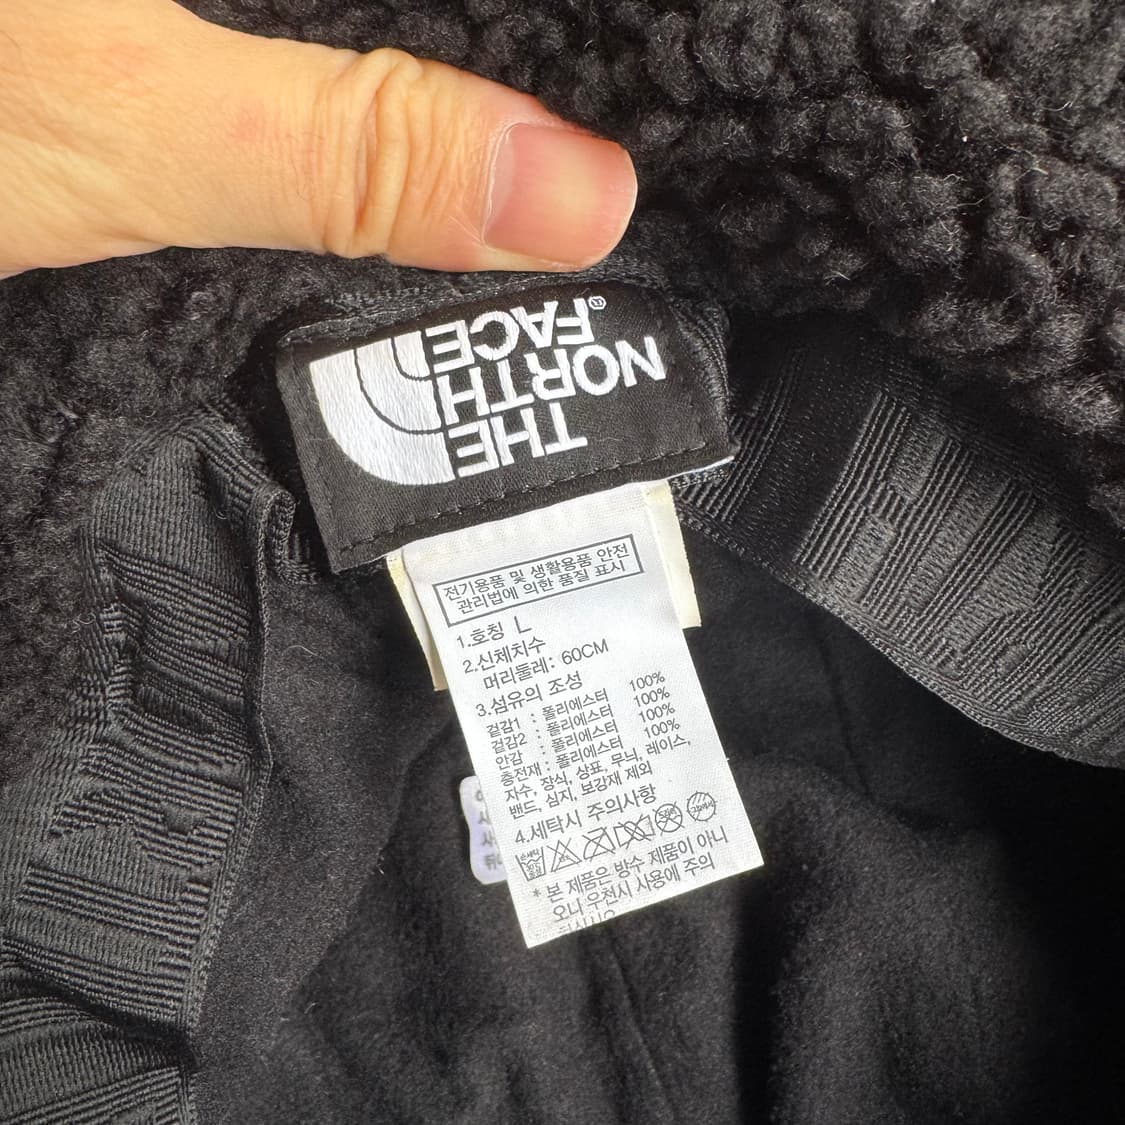 THE
NORTH
FACE®
전기용품 및 생활용품 안전
관리법에 의한 품질 표시
1.호칭 L
2.신체치수
머리둘레: 60CM
3.섬유의 조성
겉감1 : 폴리에스터 100%
겉감2 : 폴리에스터 100%
안감 : 폴리에스터 100%
충전재 : 폴리에스터 100%
자수, 장식, 상표, 무늬, 레이스,
밴드, 심지, 보강재 제외
4.세탁시 주의사항
* 본 제품은 방수 제품이 아니
오니 우천시 사용에 주의